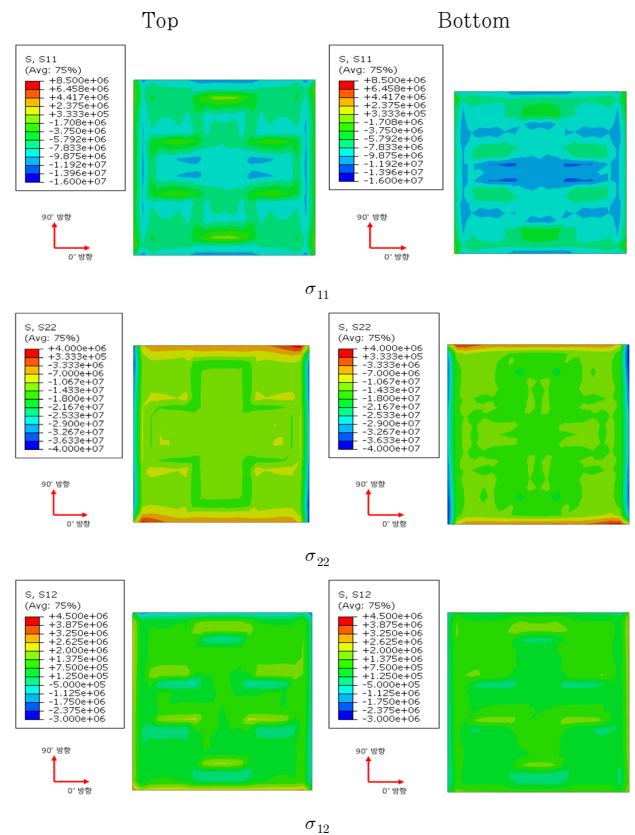 Top
Bottom
S, S11
(Avg: 75%)
+8.500e+06
+6.458e+06
+4.417e+06
+2.375e+06
+3.333e+05
-1.708e+06
-3.750e+06
-5.792e+06
-7.833e+06
-9.875e+06
-1.192e+07
-1.396e+07
-1.600e+07
90° 방향
0° 방향
S, S11
(Avg: 75%)
+8.500e+06
+6.458e+06
+4.417e+06
+2.375e+06
+3.333e+05
-1.708e+06
-3.750e+06
-5.792e+06
-7.833e+06
-9.875e+06
-1.192e+07
-1.396e+07
-1.600e+07
90° 방향
0° 방향
σ11
S, S22
(Avg: 75%)
+4.000e+06
+3.333e+05
-3.333e+06
-7.000e+06
-1.067e+07
-1.433e+07
-1.800e+07
-2.167e+07
-2.533e+07
-2.900e+07
-3.267e+07
-3.633e+07
-4.000e+07
90° 방향
0° 방향
S, S22
(Avg: 75%)
+4.000e+06
+3.333e+05
-3.333e+06
-7.000e+06
-1.067e+07
-1.433e+07
-1.800e+07
-2.167e+07
-2.533e+07
-2.900e+07
-3.267e+07
-3.633e+07
-4.000e+07
90° 방향
0° 방향
σ22
S, S12
(Avg: 75%)
+4.500e+06
+3.875e+06
+3.250e+06
+2.625e+06
+2.000e+06
+1.375e+06
+7.500e+05
+1.250e+05
-5.000e+05
-1.125e+06
-1.750e+06
-2.375e+06
-3.000e+06
90° 방향
0° 방향
S, S12
(Avg: 75%)
+4.500e+06
+3.875e+06
+3.250e+06
+2.625e+06
+2.000e+06
+1.375e+06
+7.500e+05
+1.250e+05
-5.000e+05
-1.125e+06
-1.750e+06
-2.375e+06
-3.000e+06
90° 방향
0° 방향
σ12